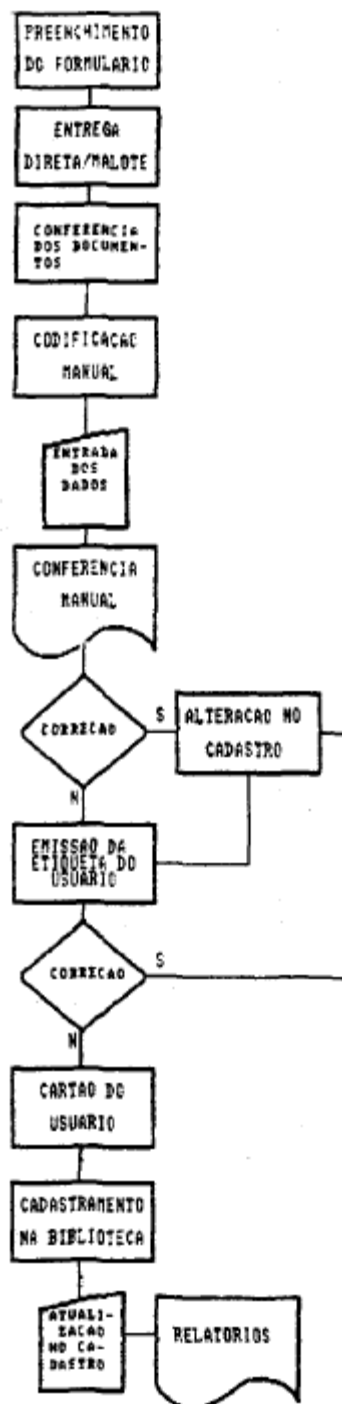 PREENCHIMENTO
DO FORMULARIO
ENTREGA
DIRETA/MALOTE
CONFERENCIA
DOS DOCUMEN-
TOS
CODIFICACAO
MANUAL
ENTRADA
DOS
DADOS
CONFERENCIA
MANUAL
CORRECAO
S
ALTERACAO NO
CADASTRO
N
EMISSAO DA
ETIQUETA DO
USUARIO
CORRECAO
S
N
CARTAO DO
USUARIO
CADASTRAMENTO
NA BIBLIOTECA
ATUALI-
ZACAO
NO CA-
DASTRO
RELATORIOS